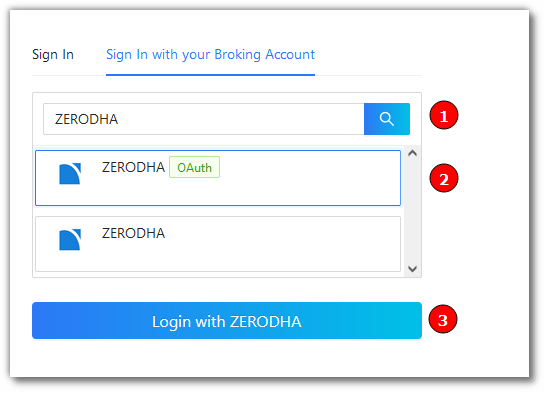 Sign In Sign In with your Broking Account
ZERODHA 1
ZERODHA OAuth 2
ZERODHA
Login with ZERODHA 3